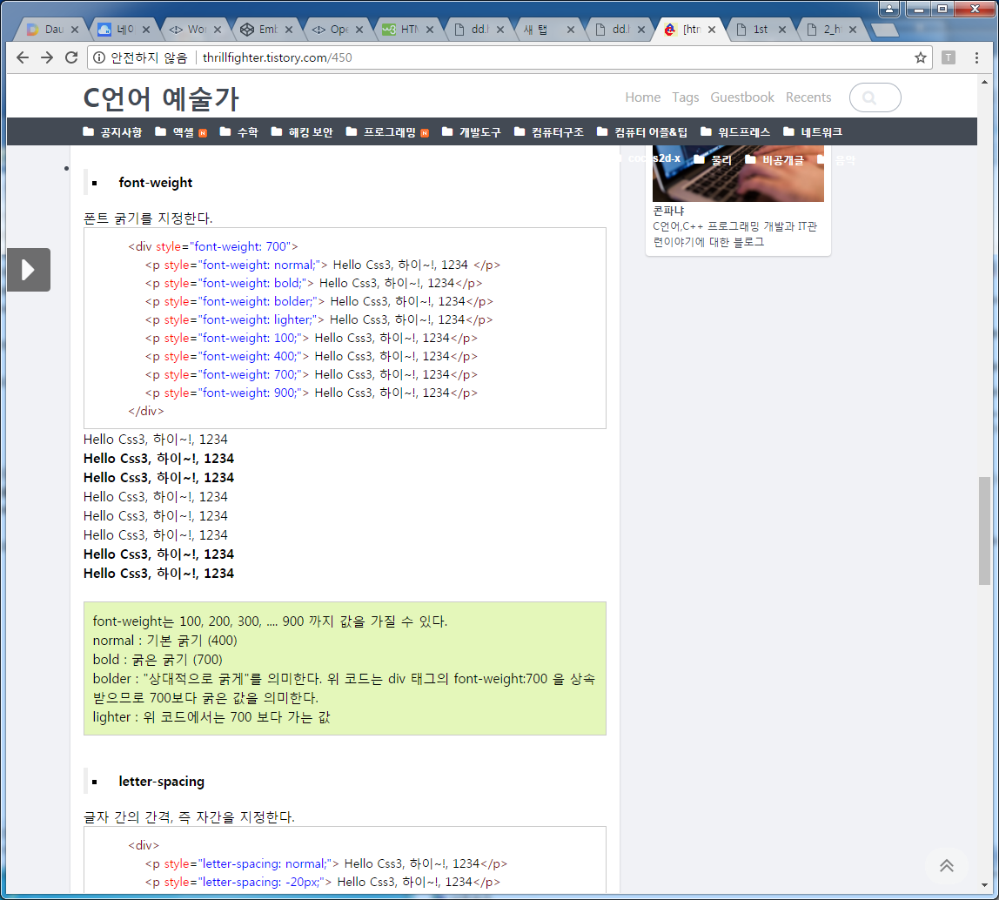 Dau
네이
Wor
Emb
Ope
HTM
dd.l
새 탭
dd.l
[htn
1st
2_h
안전하지 않음 thrillfighter.tistory.com/450
C언어 예술가
Home Tags Guestbook Recents
공지사항 엑셀 N 수학 해킹 보안 프로그래밍 N 개발도구 컴퓨터구조 컴퓨터 어플&팁 워드프레스 네트워크
cocos2d-x 물리 비공개글 음악
font-weight
폰트 굵기를 지정한다.
<div style="font-weight: 700">
<p style="font-weight: normal;"> Hello Css3, 하이~!, 1234 </p>
<p style="font-weight: bold;"> Hello Css3, 하이~!, 1234</p>
<p style="font-weight: bolder;"> Hello Css3, 하이~!, 1234</p>
<p style="font-weight: lighter;"> Hello Css3, 하이~!, 1234</p>
<p style="font-weight: 100;"> Hello Css3, 하이~!, 1234</p>
<p style="font-weight: 400;"> Hello Css3, 하이~!, 1234</p>
<p style="font-weight: 700;"> Hello Css3, 하이~!, 1234</p>
<p style="font-weight: 900;"> Hello Css3, 하이~!, 1234</p>
</div>
Hello Css3, 하이~!, 1234
Hello Css3, 하이~!, 1234
Hello Css3, 하이~!, 1234
Hello Css3, 하이~!, 1234
Hello Css3, 하이~!, 1234
Hello Css3, 하이~!, 1234
Hello Css3, 하이~!, 1234
Hello Css3, 하이~!, 1234
font-weight는 100, 200, 300, .... 900 까지 값을 가질 수 있다.
normal : 기본 굵기 (400)
bold : 굵은 굵기 (700)
bolder : "상대적으로 굵게"를 의미한다. 위 코드는 div 태그의 font-weight:700 을 상속
받으므로 700보다 굵은 값을 의미한다.
lighter : 위 코드에서는 700 보다 가는 값
letter-spacing
글자 간의 간격, 즉 자간을 지정한다.
<div>
<p style="letter-spacing: normal;"> Hello Css3, 하이~!, 1234</p>
<p style="letter-spacing: -20px;"> Hello Css3, 하이~!, 1234</p>
콘파냐
C언어,C++ 프로그래밍 개발과 IT관
련이야기에 대한 블로그